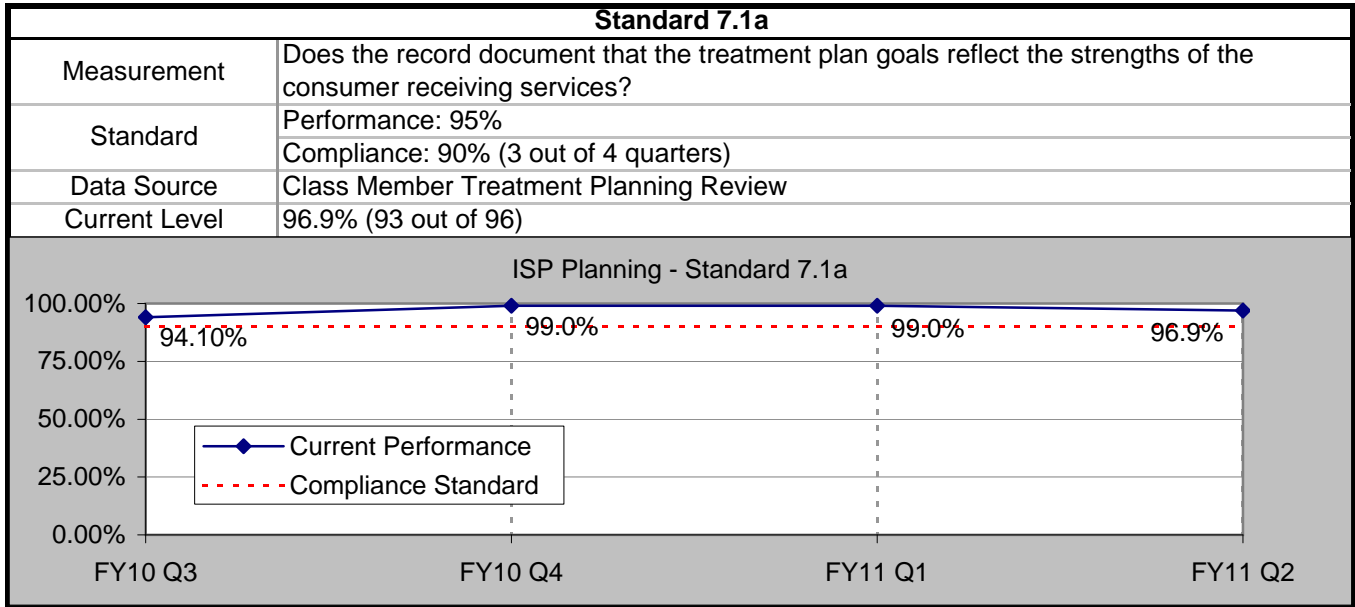 Standard 7.1a
Measurement
Does the record document that the treatment plan goals reflect the strengths of the
consumer receiving services?
Standard
Performance: 95%
Compliance: 90% (3 out of 4 quarters)
Data Source
Class Member Treatment Planning Review
Current Level
96.9% (93 out of 96)
ISP Planning - Standard 7.1a
100.00%
75.00%
50.00%
25.00%
0.00%
94.10%
99.0%
99.0%
96.9%
Current Performance
Compliance Standard
FY10 Q3
FY10 Q4
FY11 Q1
FY11 Q2